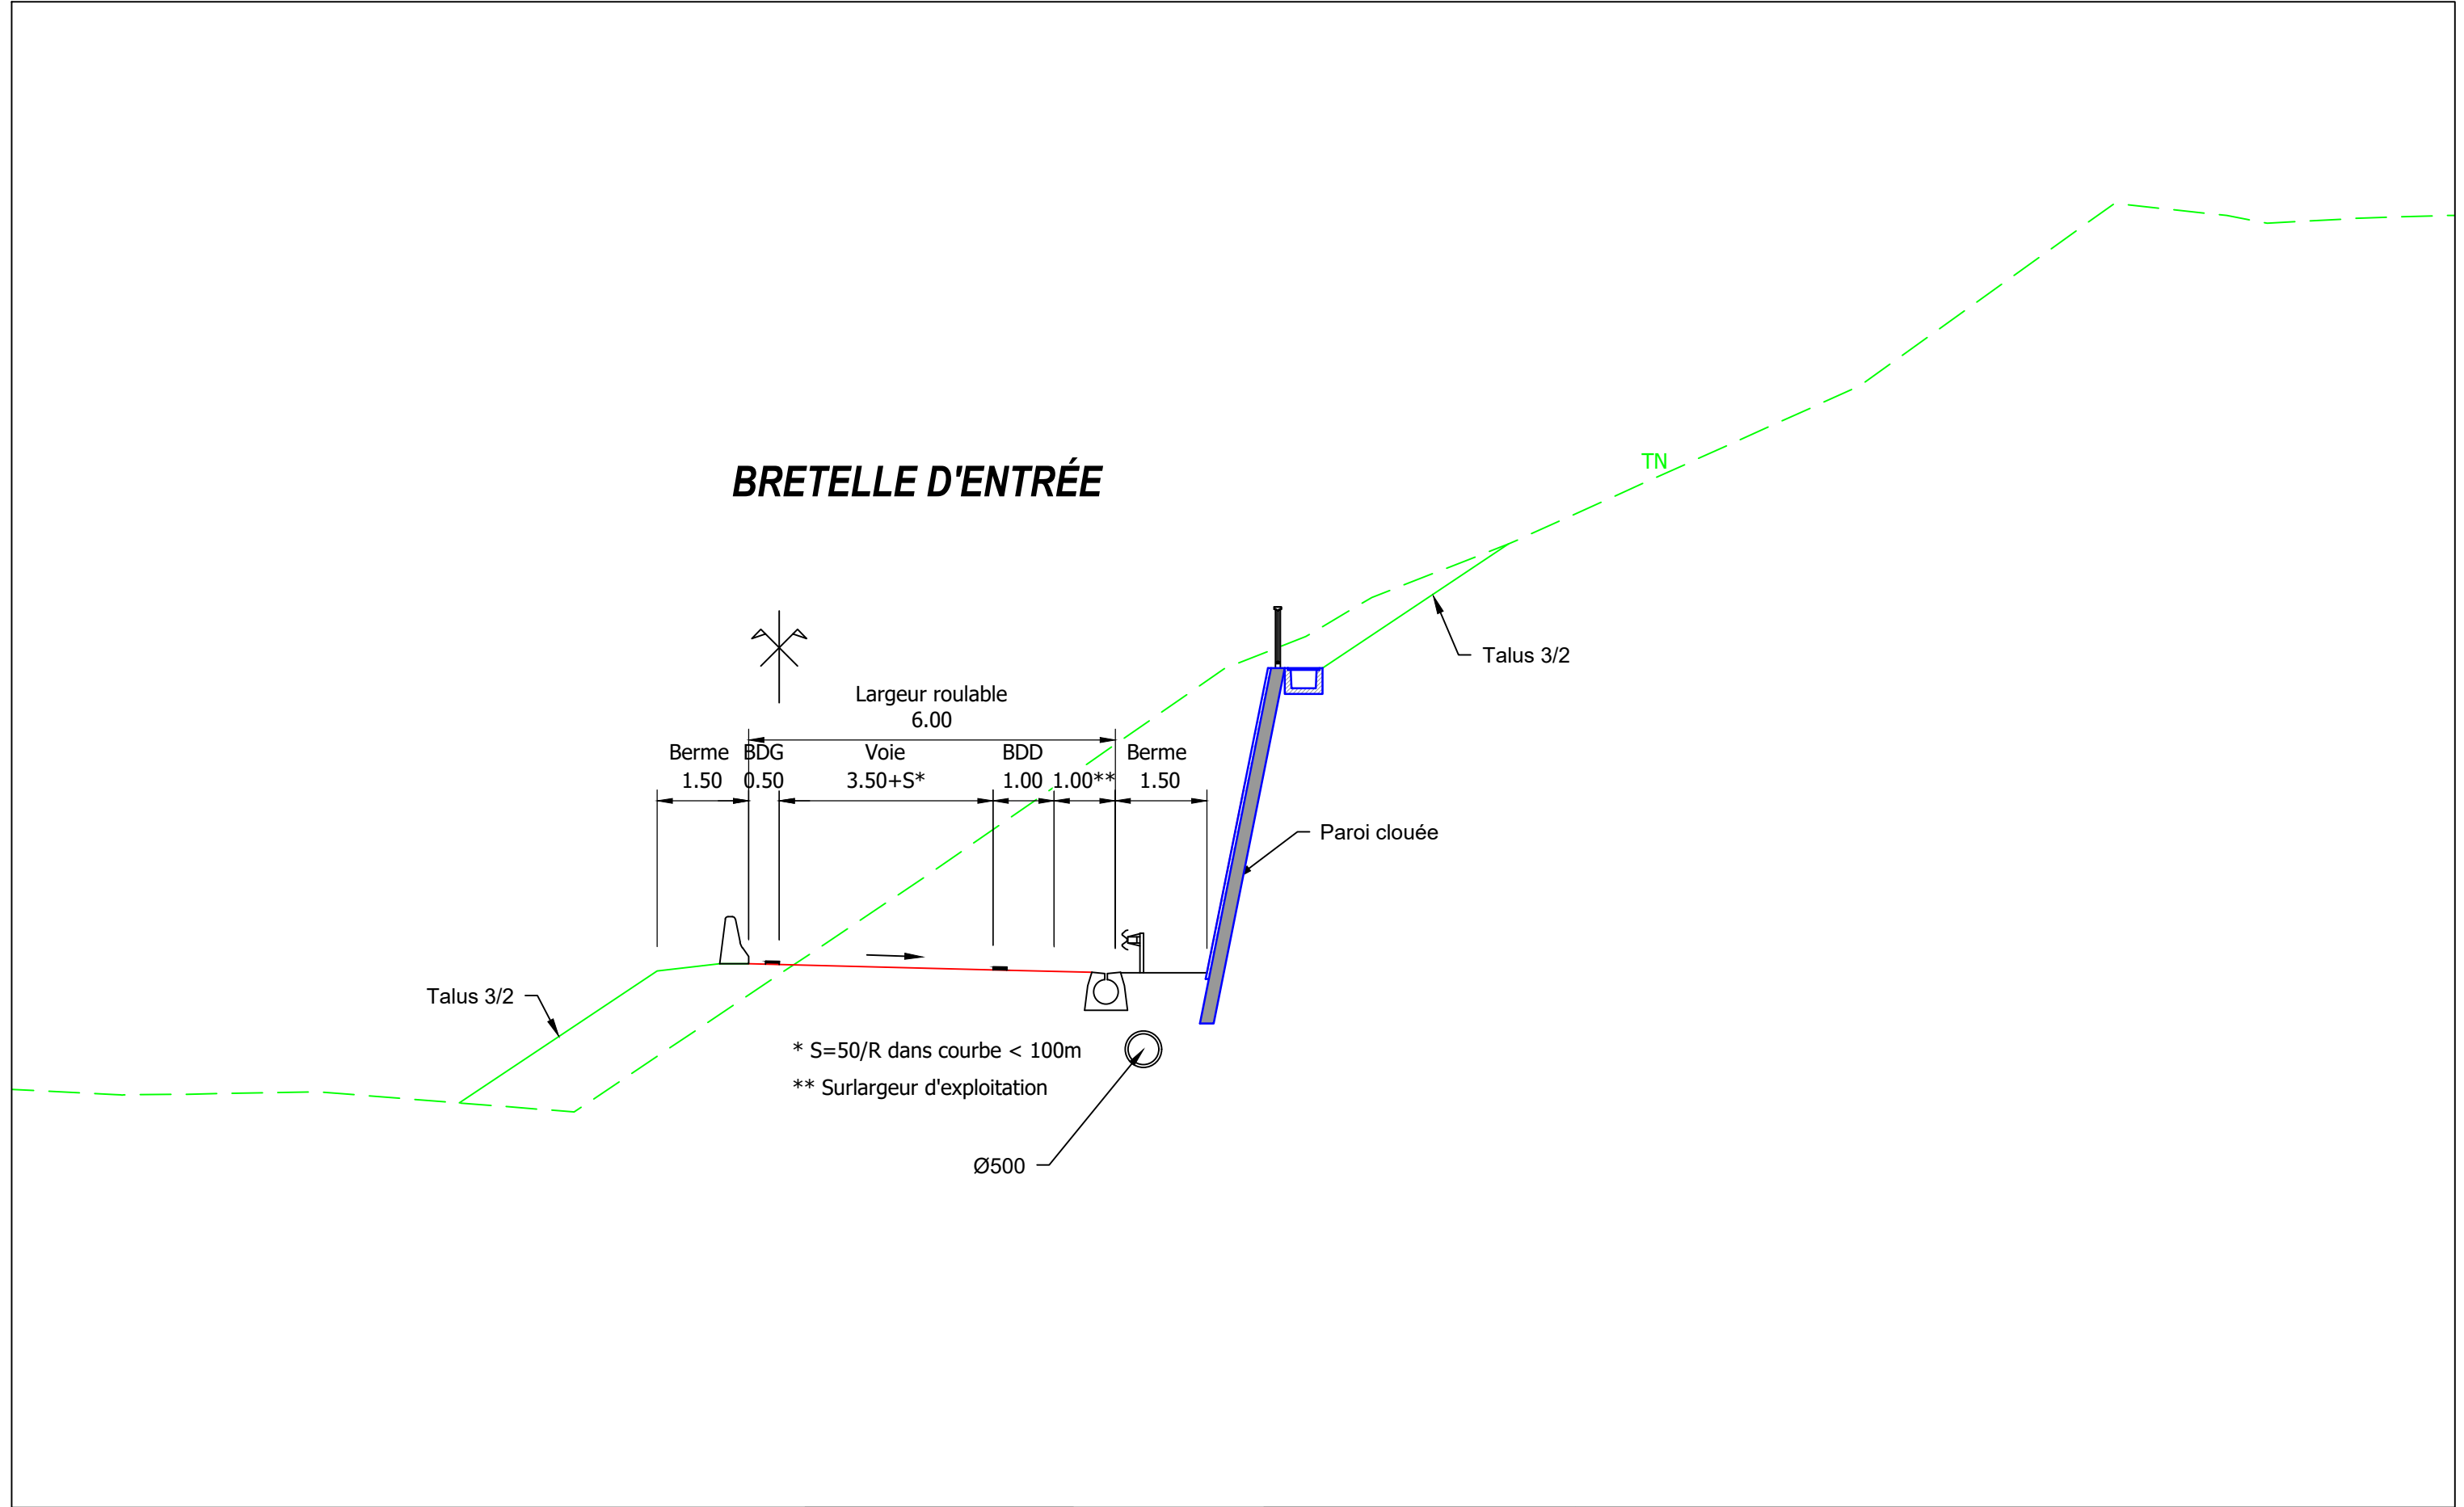 TN
BRETELLE D'ENTRÉE
Talus 3/2
Largeur roulable
6.00
Berme BDG Voie BDD Berme
1.50 0.50 3.50+S* 1.00 1.00** 1.50
Paroi clouée
Talus 3/2
* S=50/R dans courbe < 100m
** Surlargeur d'exploitation
Ø500